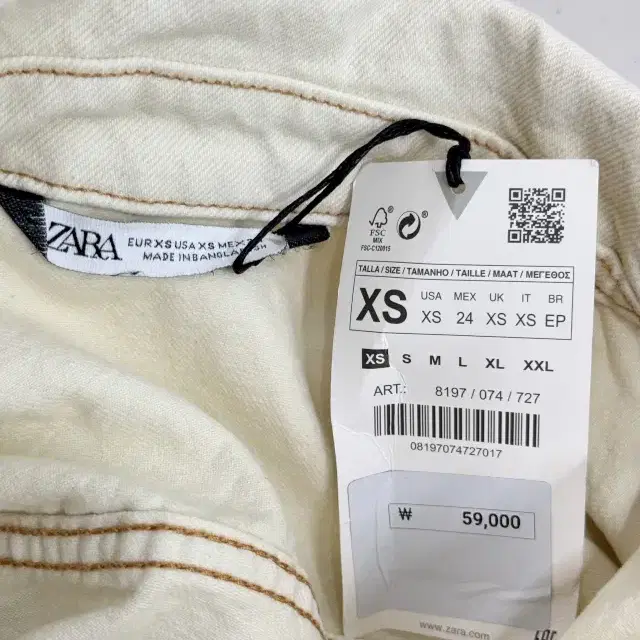 ZARA
EUR XS USA XS MEX
MADE IN
FSC
MIX
FSC-C120015
TALLA / SIZE / TAMANHO / TAILLE / MAAT / ΜΕΓΕΘΟΣ
XS
USA MEX UK IT BR
XS 24 XS XS EP
XS S M L XL XXL
ART.: 8197 / 074 / 727
08197074727017
₩ 59,000
www.zara.com